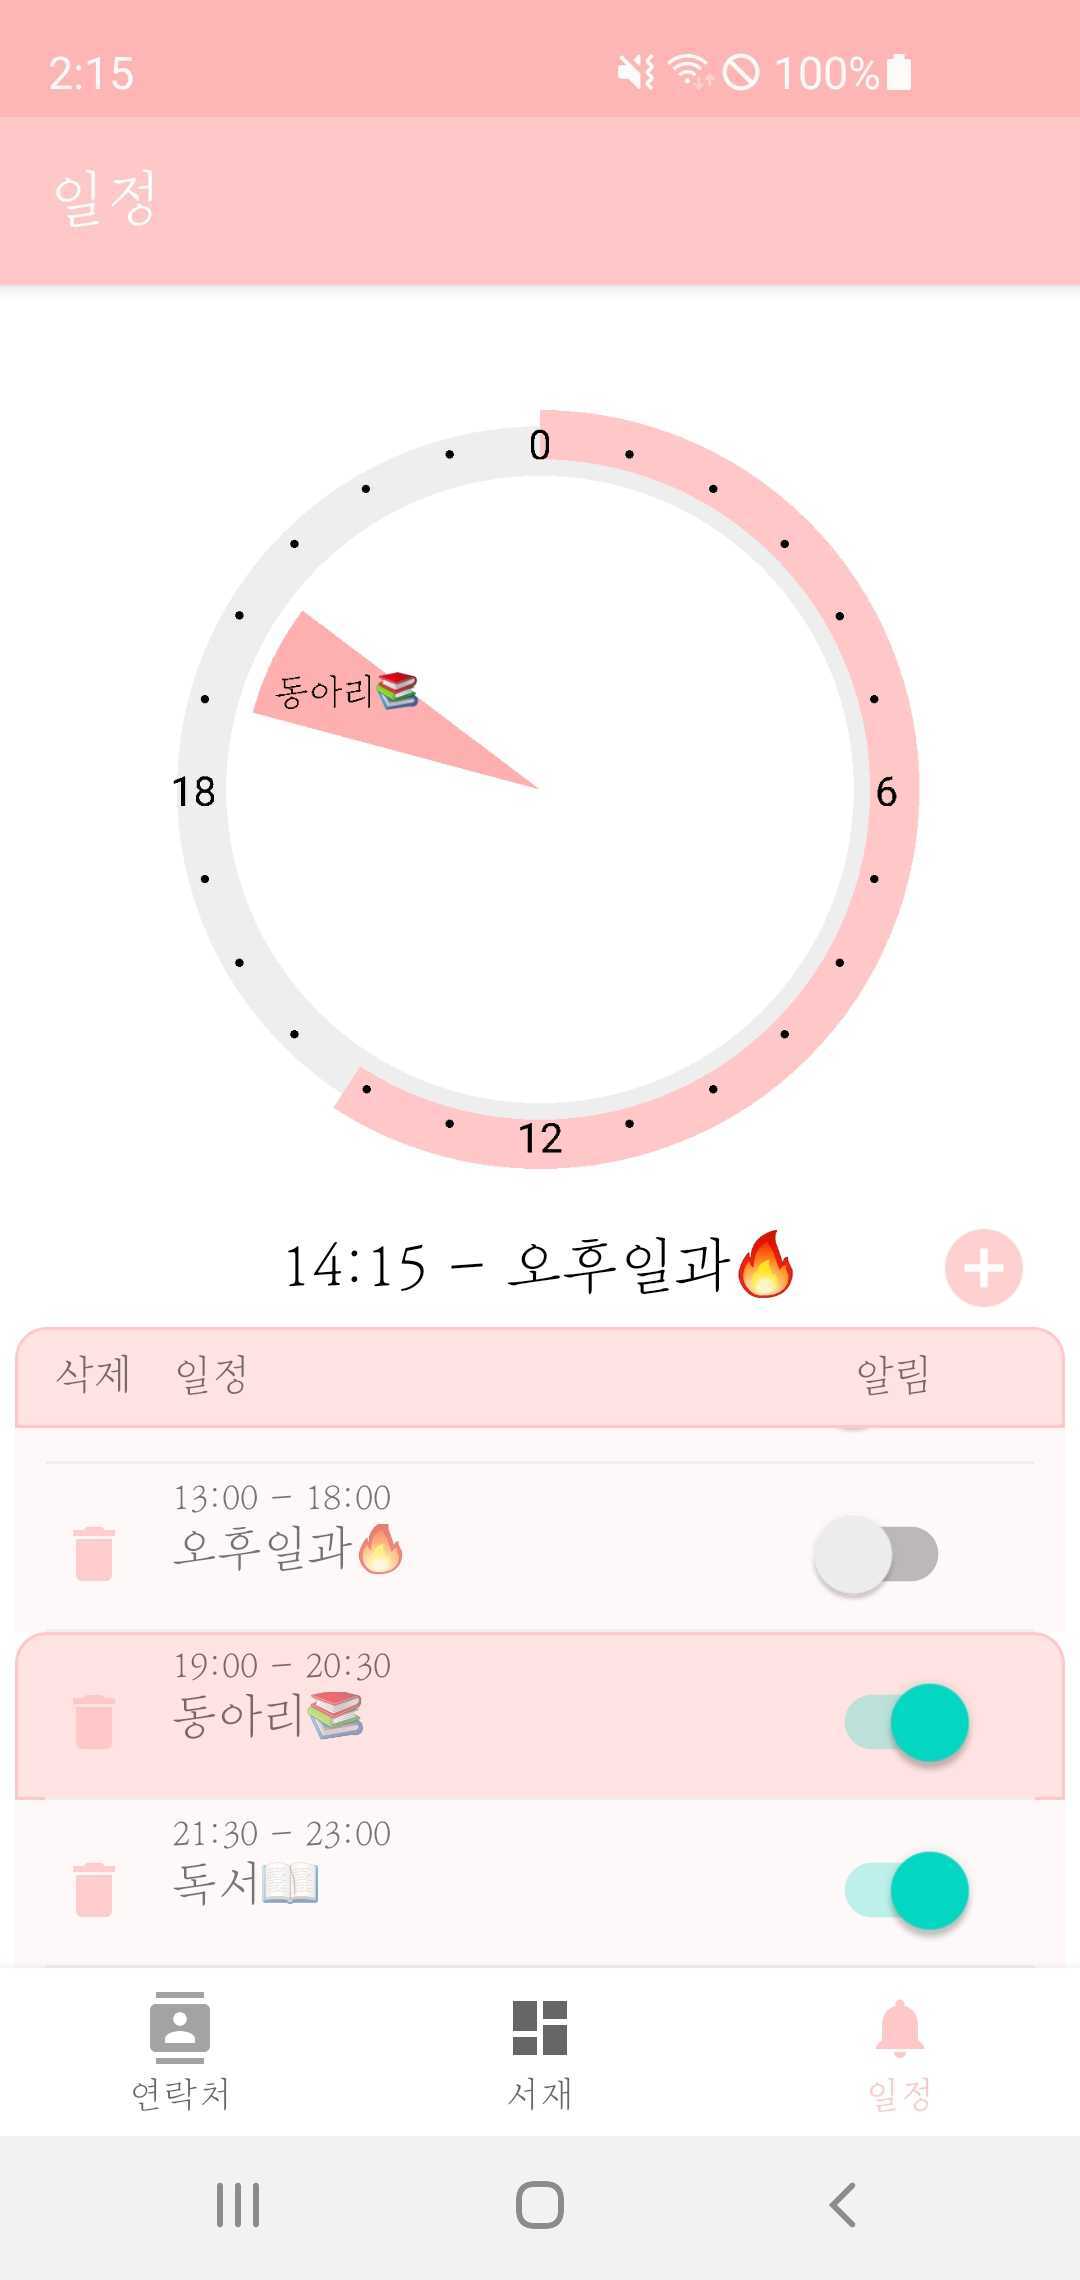 2:15
100%
일정
0
동아리📚
18
6
12
14:15 - 오후일과🔥
삭제 일정 알림
13:00 - 18:00
오후일과🔥
19:00 - 20:30
동아리📚
21:30 - 23:00
독서📖
연락처 서재 일정